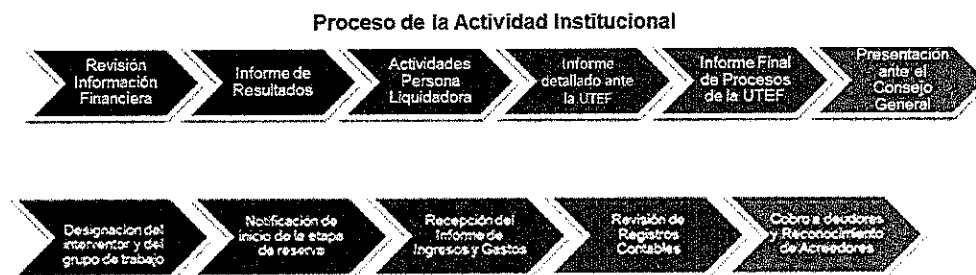 Proceso de la Actividad Institucional
Revisión
Información
Financiera
Informe de
Resultados
Actividades
Persona
Liquidadora
Informe
detallado ante
la UTEF
Informe Final
de Procesos
de la UTEF
Presentación
ante el
Consejo
General
Designacion del
interventor y del
grupo de trabajo
Notificación de
inicio de la etapa
de reserva
Recepción del
Informe de
Ingresos y Gastos
Revisión de
Registros
Contables
Cobro a deudores
y Reconocimiento
de Acreedores